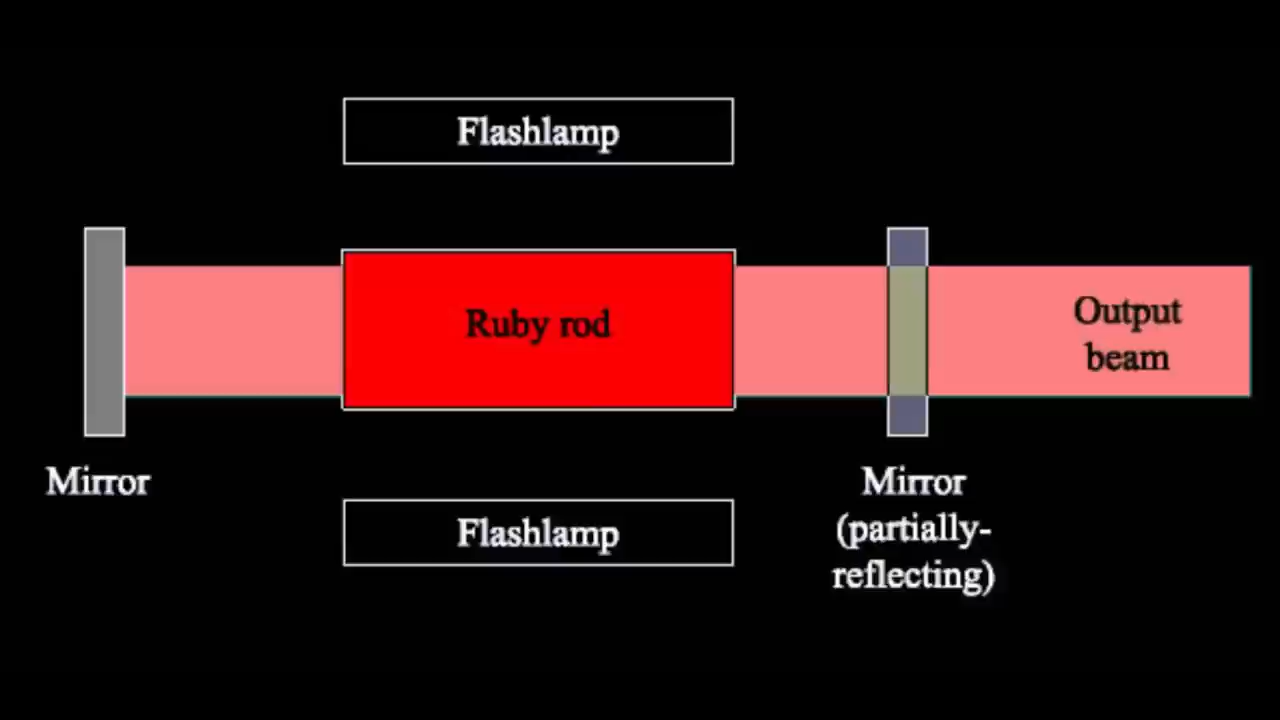 Flashlamp
Ruby rod
Output
beam
Mirror
Mirror
(partially-
reflecting)
Flashlamp